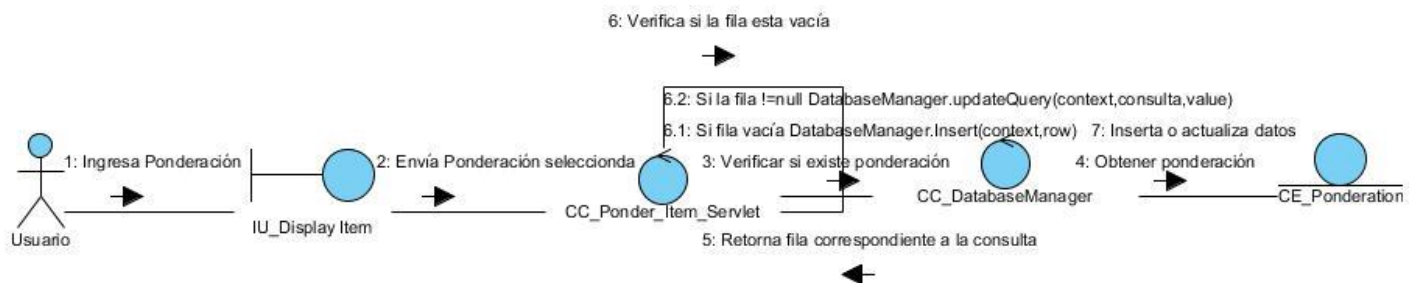 6: Verifica si la fila esta vacía
6.2: Si la fila !=null DatabaseManager.updateQuery(context,consulta,value)
6.1: Si fila vacía DatabaseManager.Insert(context,row)
7: Inserta o actualiza datos
1: Ingresa Ponderación
2: Envía Ponderación seleccionda
3: Verificar si existe ponderación
4: Obtener ponderación
Usuario
IU_Display Item
CC_Ponder_Item_Servlet
CC_DatabaseManager
CE_Ponderation
5: Retorna fila correspondiente a la consulta